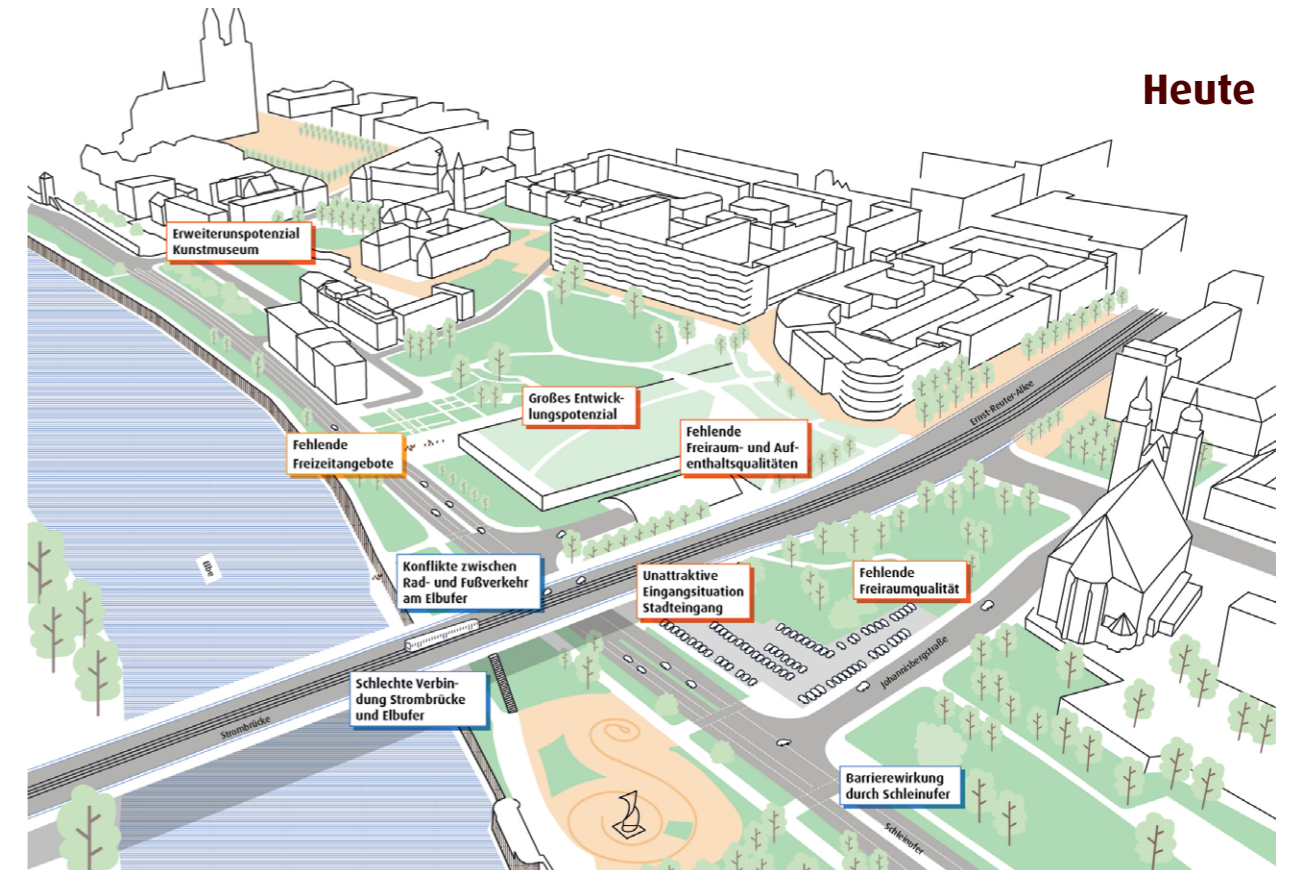 Heute
Erweiterunspotenzial
Kunstmuseum
Großes Entwick-
lungspotenzial
Ernst-Reuter-Allee
Fehlende
Freiraum- und Auf-
enthaltsqualitäten
Fehlende
Freizeitangebote
Elbe
Konflikte zwischen
Rad- und Fußverkehr
am Elbufer
Unattraktive
Eingangsituation
Stadteingang
Fehlende
Freiraumqualität
Johannisbergstraße
Schlechte Verbin-
dung Strombrücke
und Elbufer
Strombrücke
Barrierewirkung
durch Schleinufer
Schleinufer